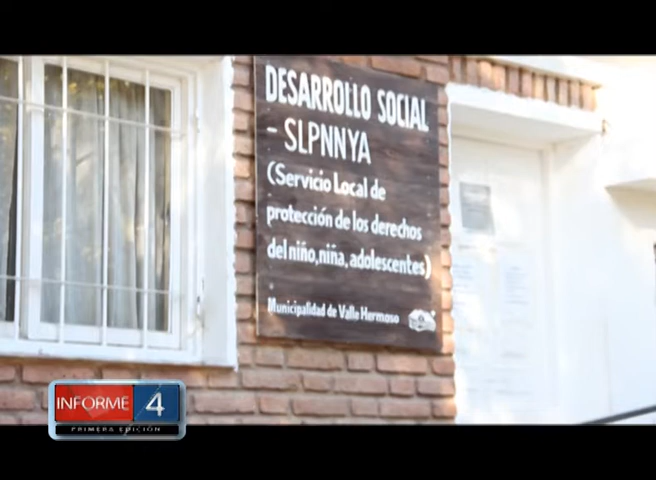 DESARROLLO SOCIAL
- SLPNNYA
(Servicio Local de
protección de los derechos
del niño,niña, adolescentes)
Municipalidad de Valle Hermoso
INFORME 4
PRIMERA EDICIÓN